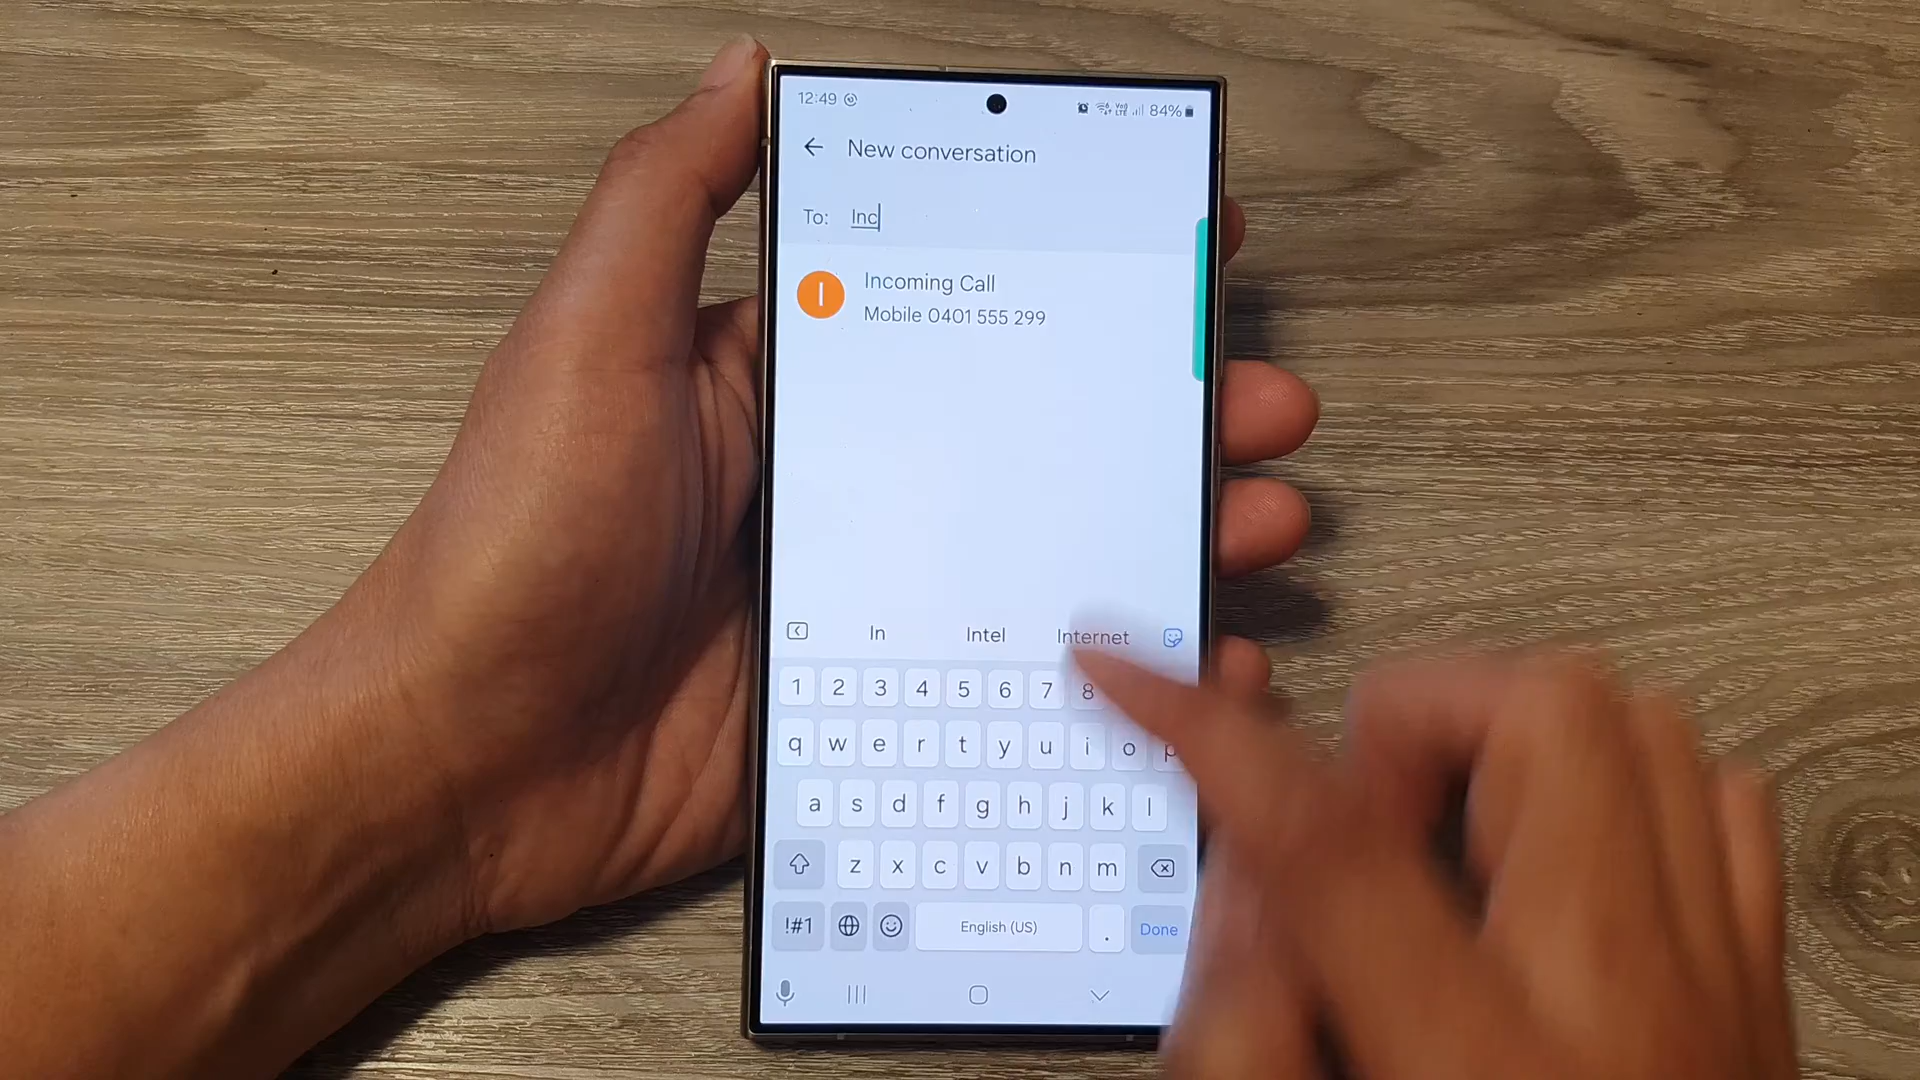 12:49 84%
New conversation
To: Inc
I
Incoming Call
Mobile 0401 555 299
In Intel Internet
1 2 3 4 5 6 7 8
q w e r t y u i o p
a s d f g h j k l
z x c v b n m
!#1 English (US) . Done